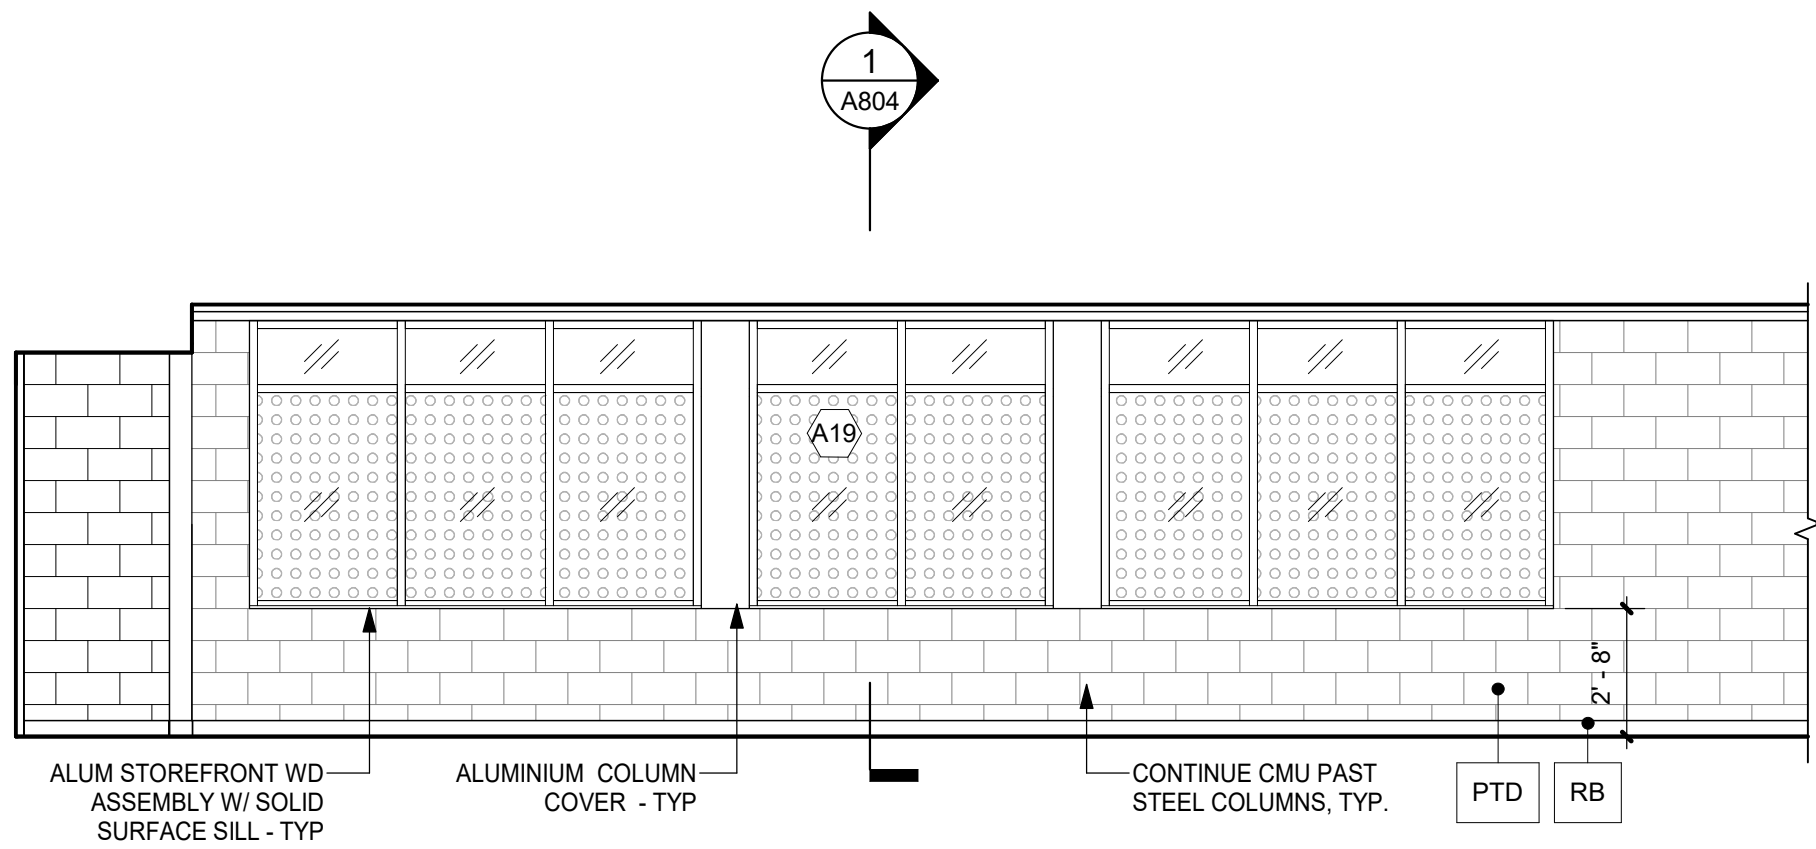 1
A804
A19
2' - 8"
ALUM STOREFRONT WD
ASSEMBLY W/ SOLID
SURFACE SILL - TYP
ALUMINIUM COLUMN
COVER - TYP
CONTINUE CMU PAST
STEEL COLUMNS, TYP.
PTD
RB